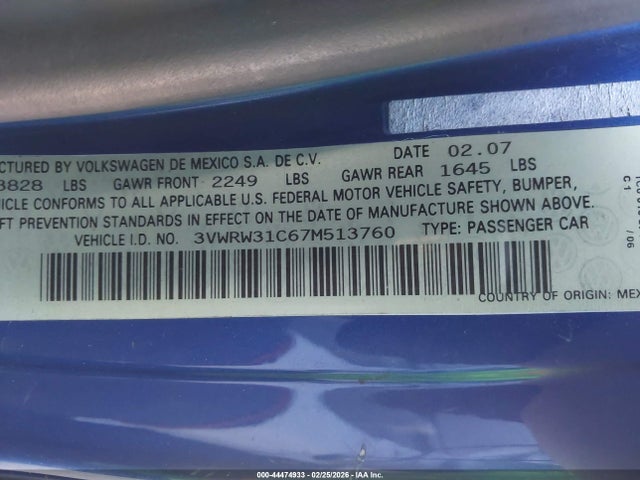 CTURED BY VOLKSWAGEN DE MEXICO S.A. DE C.V. DATE 02.07
3828 LBS GAWR FRONT 2249 LBS GAWR REAR 1645 LBS
HICLE CONFORMS TO ALL APPLICABLE U.S. FEDERAL MOTOR VEHICLE SAFETY, BUMPER,
FT PREVENTION STANDARDS IN EFFECT ON THE DATE OF MANUFACTURE SHOWN ABOVE.
VEHICLE I.D. NO. 3VWRW31C67M513760 TYPE: PASSENGER CAR
COUNTRY OF ORIGIN: MEX
C1
/ 06
000-44474933 - 02/25/2026 - IAA Inc.